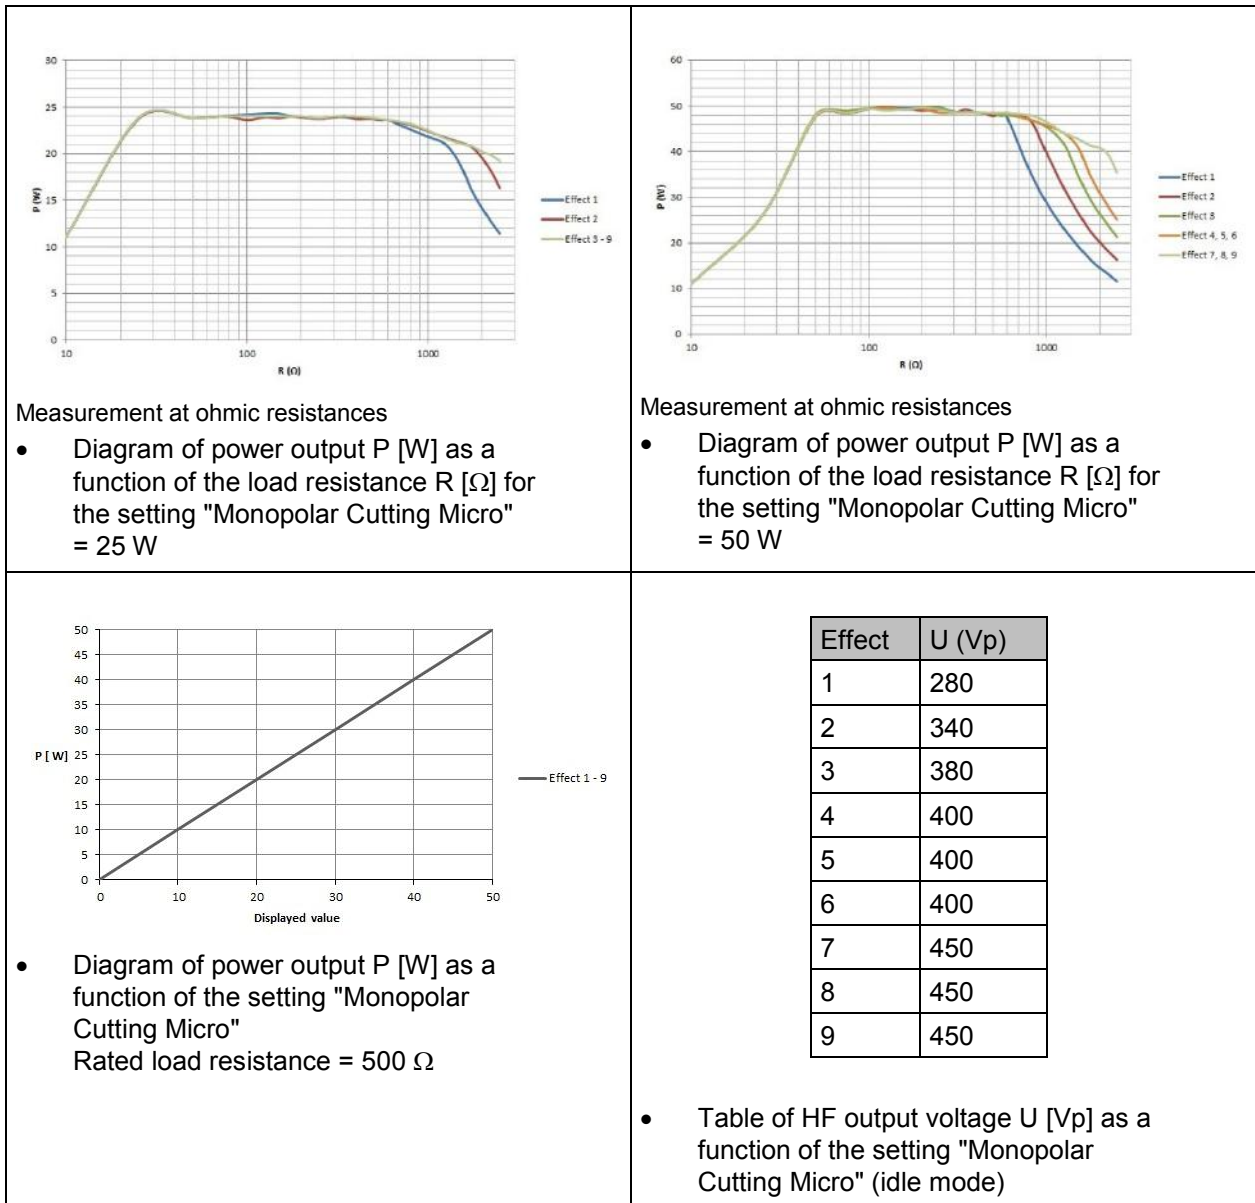 30
25
20
15
10
5
0
P (W)
10
100
1000
R (Ω)
Effect 1
Effect 2
Effect 3 - 9
Measurement at ohmic resistances
• Diagram of power output P [W] as a
function of the load resistance R [Ω] for
the setting "Monopolar Cutting Micro"
= 25 W
60
50
40
30
20
10
0
P (W)
10
100
1000
R (Ω)
Effect 1
Effect 2
Effect 3
Effect 4, 5, 6
Effect 7, 8, 9
Measurement at ohmic resistances
• Diagram of power output P [W] as a
function of the load resistance R [Ω] for
the setting "Monopolar Cutting Micro"
= 50 W
50
45
40
35
30
P [ W] 25
20
15
10
5
0
0 10 20 30 40 50
Displayed value
Effect 1 - 9
• Diagram of power output P [W] as a
function of the setting "Monopolar
Cutting Micro"
Rated load resistance = 500 Ω
Effect U (Vp)
1 280
2 340
3 380
4 400
5 400
6 400
7 450
8 450
9 450
• Table of HF output voltage U [Vp] as a
function of the setting "Monopolar
Cutting Micro" (idle mode)